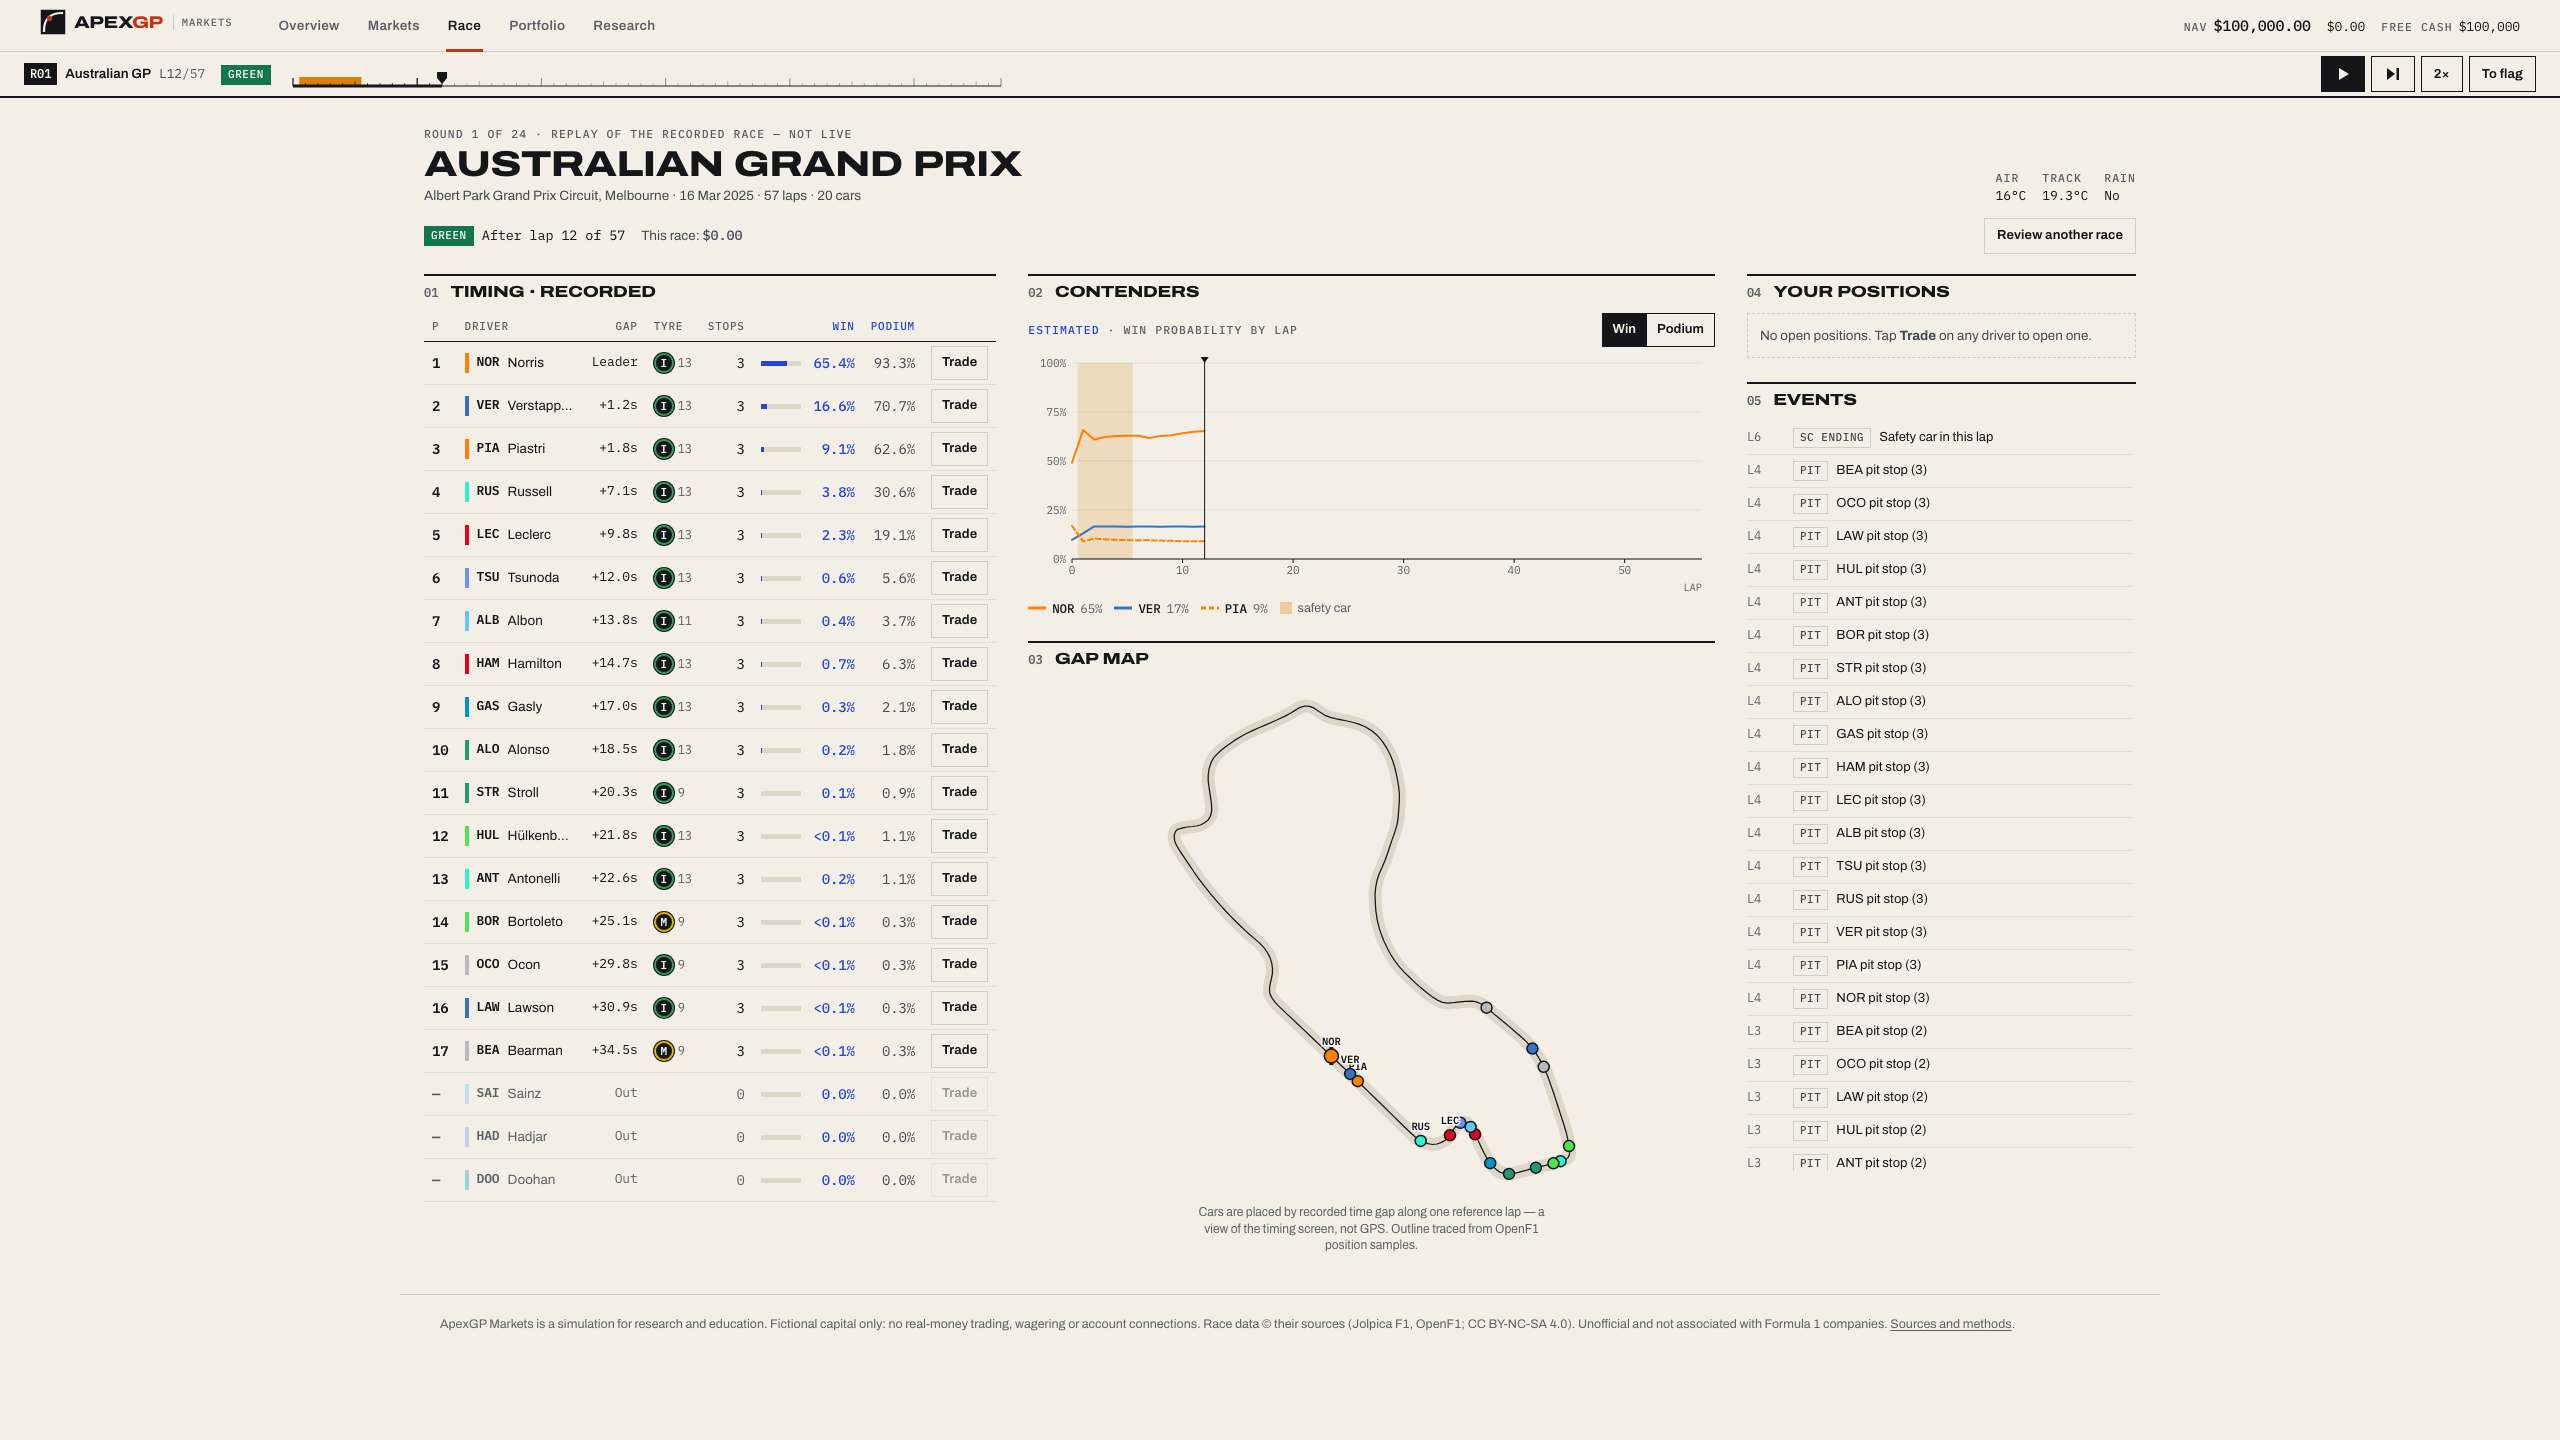 APEXGP MARKETS Overview Markets Race Portfolio Research NAV $100,000.00 $0.00 FREE CASH $100,000
R01 Australian GP L12/57 GREEN 2× To flag
ROUND 1 OF 24 · REPLAY OF THE RECORDED RACE — NOT LIVE
AUSTRALIAN GRAND PRIX
Albert Park Grand Prix Circuit, Melbourne · 16 Mar 2025 · 57 laps · 20 cars
AIR TRACK RAIN
16°C 19.3°C No
GREEN After lap 12 of 57 This race: $0.00
Review another race
01 TIMING · RECORDED
P DRIVER GAP TYRE STOPS WIN PODIUM
1 NOR Norris Leader I 13 3 65.4% 93.3% Trade
2 VER Verstapp... +1.2s I 13 3 16.6% 70.7% Trade
3 PIA Piastri +1.8s I 13 3 9.1% 62.6% Trade
4 RUS Russell +7.1s I 13 3 3.8% 30.6% Trade
5 LEC Leclerc +9.8s I 13 3 2.3% 19.1% Trade
6 TSU Tsunoda +12.0s I 13 3 0.6% 5.6% Trade
7 ALB Albon +13.8s I 11 3 0.4% 3.7% Trade
8 HAM Hamilton +14.7s I 13 3 0.7% 6.3% Trade
9 GAS Gasly +17.0s I 13 3 0.3% 2.1% Trade
10 ALO Alonso +18.5s I 13 3 0.2% 1.8% Trade
11 STR Stroll +20.3s I 9 3 0.1% 0.9% Trade
12 HUL Hülkenb... +21.8s I 13 3 <0.1% 1.1% Trade
13 ANT Antonelli +22.6s I 13 3 0.2% 1.1% Trade
14 BOR Bortoleto +25.1s M 9 3 <0.1% 0.3% Trade
15 OCO Ocon +29.8s I 9 3 <0.1% 0.3% Trade
16 LAW Lawson +30.9s I 9 3 <0.1% 0.3% Trade
17 BEA Bearman +34.5s M 9 3 <0.1% 0.3% Trade
— SAI Sainz Out 0 0.0% 0.0% Trade
— HAD Hadjar Out 0 0.0% 0.0% Trade
— DOO Doohan Out 0 0.0% 0.0% Trade
02 CONTENDERS
ESTIMATED · WIN PROBABILITY BY LAP Win Podium
100%
75%
50%
25%
0%
0 10 20 30 40 50
LAP
NOR 65% VER 17% PIA 9% safety car
03 GAP MAP
NOR
VER
PIA
LEC
RUS
Cars are placed by recorded time gap along one reference lap — a
view of the timing screen, not GPS. Outline traced from OpenF1
position samples.
04 YOUR POSITIONS
No open positions. Tap Trade on any driver to open one.
05 EVENTS
L6 SC ENDING Safety car in this lap
L4 PIT BEA pit stop (3)
L4 PIT OCO pit stop (3)
L4 PIT LAW pit stop (3)
L4 PIT HUL pit stop (3)
L4 PIT ANT pit stop (3)
L4 PIT BOR pit stop (3)
L4 PIT STR pit stop (3)
L4 PIT ALO pit stop (3)
L4 PIT GAS pit stop (3)
L4 PIT HAM pit stop (3)
L4 PIT LEC pit stop (3)
L4 PIT ALB pit stop (3)
L4 PIT TSU pit stop (3)
L4 PIT RUS pit stop (3)
L4 PIT VER pit stop (3)
L4 PIT PIA pit stop (3)
L4 PIT NOR pit stop (3)
L3 PIT BEA pit stop (2)
L3 PIT OCO pit stop (2)
L3 PIT LAW pit stop (2)
L3 PIT HUL pit stop (2)
L3 PIT ANT pit stop (2)
ApexGP Markets is a simulation for research and education. Fictional capital only: no real-money trading, wagering or account connections. Race data © their sources (Jolpica F1, OpenF1; CC BY-NC-SA 4.0). Unofficial and not associated with Formula 1 companies. Sources and methods.